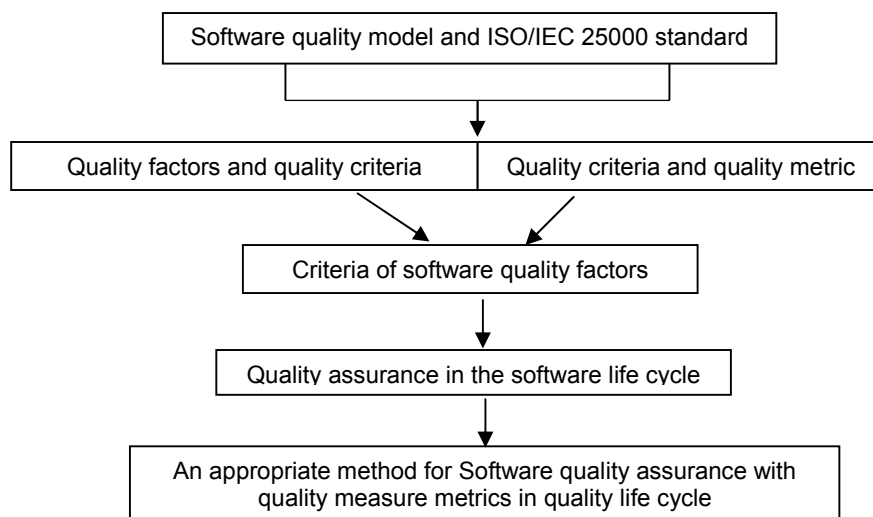 Software quality model and ISO/IEC 25000 standard
Quality factors and quality criteria
Quality criteria and quality metric
Criteria of software quality factors
Quality assurance in the software life cycle
An appropriate method for Software quality assurance with
quality measure metrics in quality life cycle